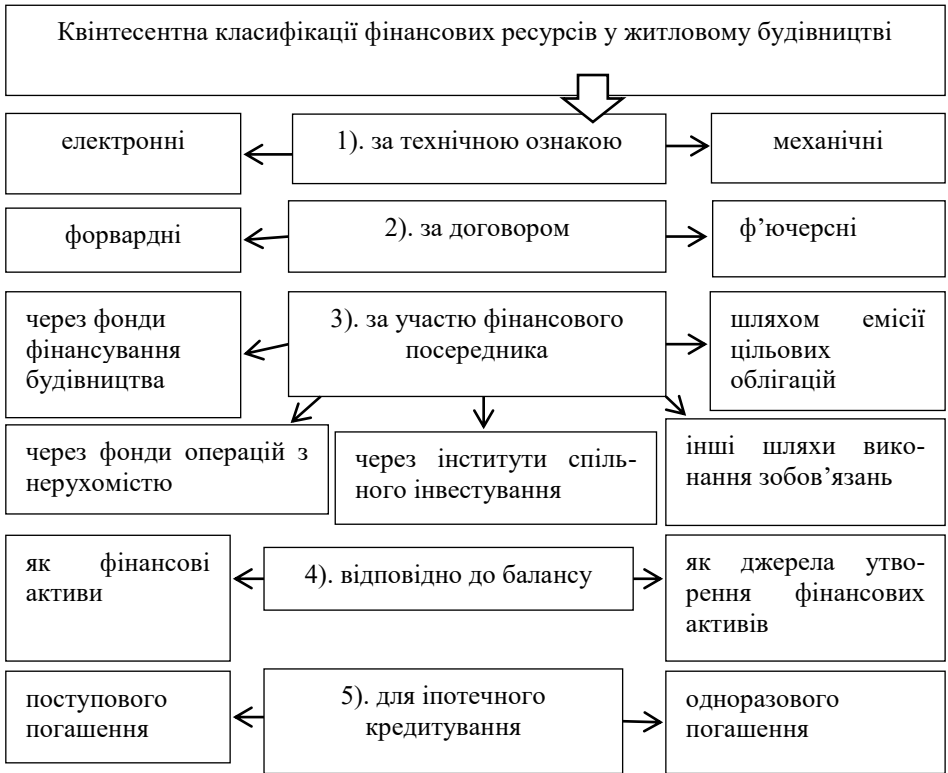 Квінтесентна класифікації фінансових ресурсів у житловому будівництві
електронні
1). за технічною ознакою
механічні
форвардні
2). за договором
ф’ючерсні
через фонди
фінансування
будівництва
3). за участю фінансового
посередника
шляхом емісії
цільових
облігацій
через фонди операцій з
нерухомістю
через інститути спіль-
ного інвестування
інші шляхи вико-
нання зобов’язань
як фінансові
активи
4). відповідно до балансу
як джерела утво-
рення фінансових
активів
поступового
погашення
5). для іпотечного
кредитування
одноразового
погашення